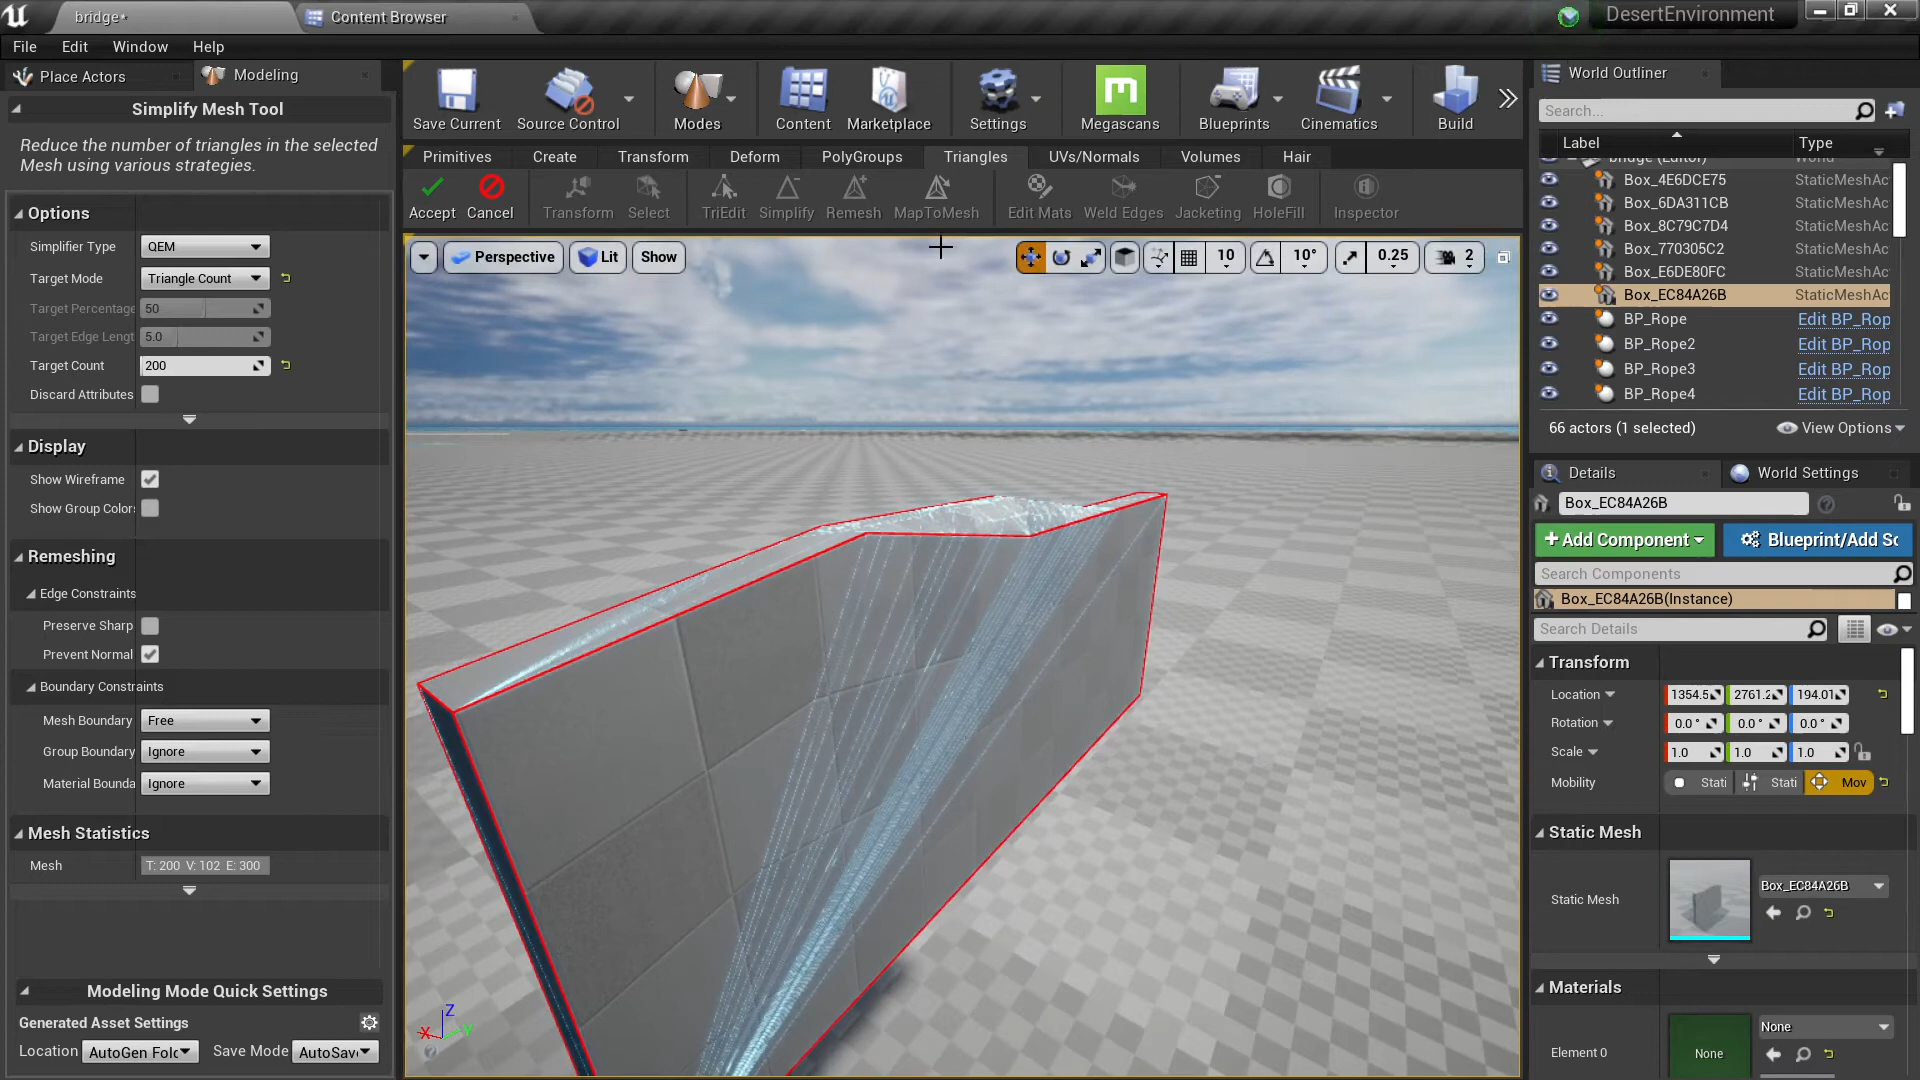 bridge*
Content Browser
DesertEnvironment
File Edit Window Help
Place Actors
Modeling
Simplify Mesh Tool
Reduce the number of triangles in the selected
Mesh using various strategies.
Options
Simplifier Type QEM
Target Mode Triangle Count
Target Percentage 50
Target Edge Lengt 5.0
Target Count 200
Discard Attributes
Display
Show Wireframe
Show Group Color
Remeshing
Edge Constraints
Preserve Sharp
Prevent Normal
Boundary Constraints
Mesh Boundary Free
Group Boundary Ignore
Material Bounda Ignore
Mesh Statistics
Mesh T: 200 V: 102 E: 300
Modeling Mode Quick Settings
Generated Asset Settings
Location AutoGen Folc Save Mode AutoSav
Save Current Source Control Modes Content Marketplace Settings Megascans Blueprints Cinematics Build
Primitives Create Transform Deform PolyGroups Triangles UVs/Normals Volumes Hair
Accept Cancel Transform Select TriEdit Simplify Remesh MapToMesh Edit Mats Weld Edges Jacketing HoleFill Inspector
Perspective Lit Show 10 10° 0.25 2
X Y Z
World Outliner
Search...
Label Type
bridge (Editor) World
Box_4E6DCE75 StaticMeshAc
Box_6DA311CB StaticMeshAc
Box_8C79C7D4 StaticMeshAc
Box_770305C2 StaticMeshAc
Box_E6DE80FC StaticMeshAc
Box_EC84A26B StaticMeshAc
BP_Rope Edit BP_Rop
BP_Rope2 Edit BP_Rop
BP_Rope3 Edit BP_Rop
BP_Rope4 Edit BP_Rop
66 actors (1 selected) View Options
Details
World Settings
Box_EC84A26B
+ Add Component Blueprint/Add Sc
Search Components
Box_EC84A26B(Instance)
Search Details
Transform
Location 1354.5 2761.2 194.01
Rotation 0.0 ° 0.0 ° 0.0 °
Scale 1.0 1.0 1.0
Mobility Stati Stati Mov
Static Mesh
Static Mesh Box_EC84A26B
Materials
Element 0 None None